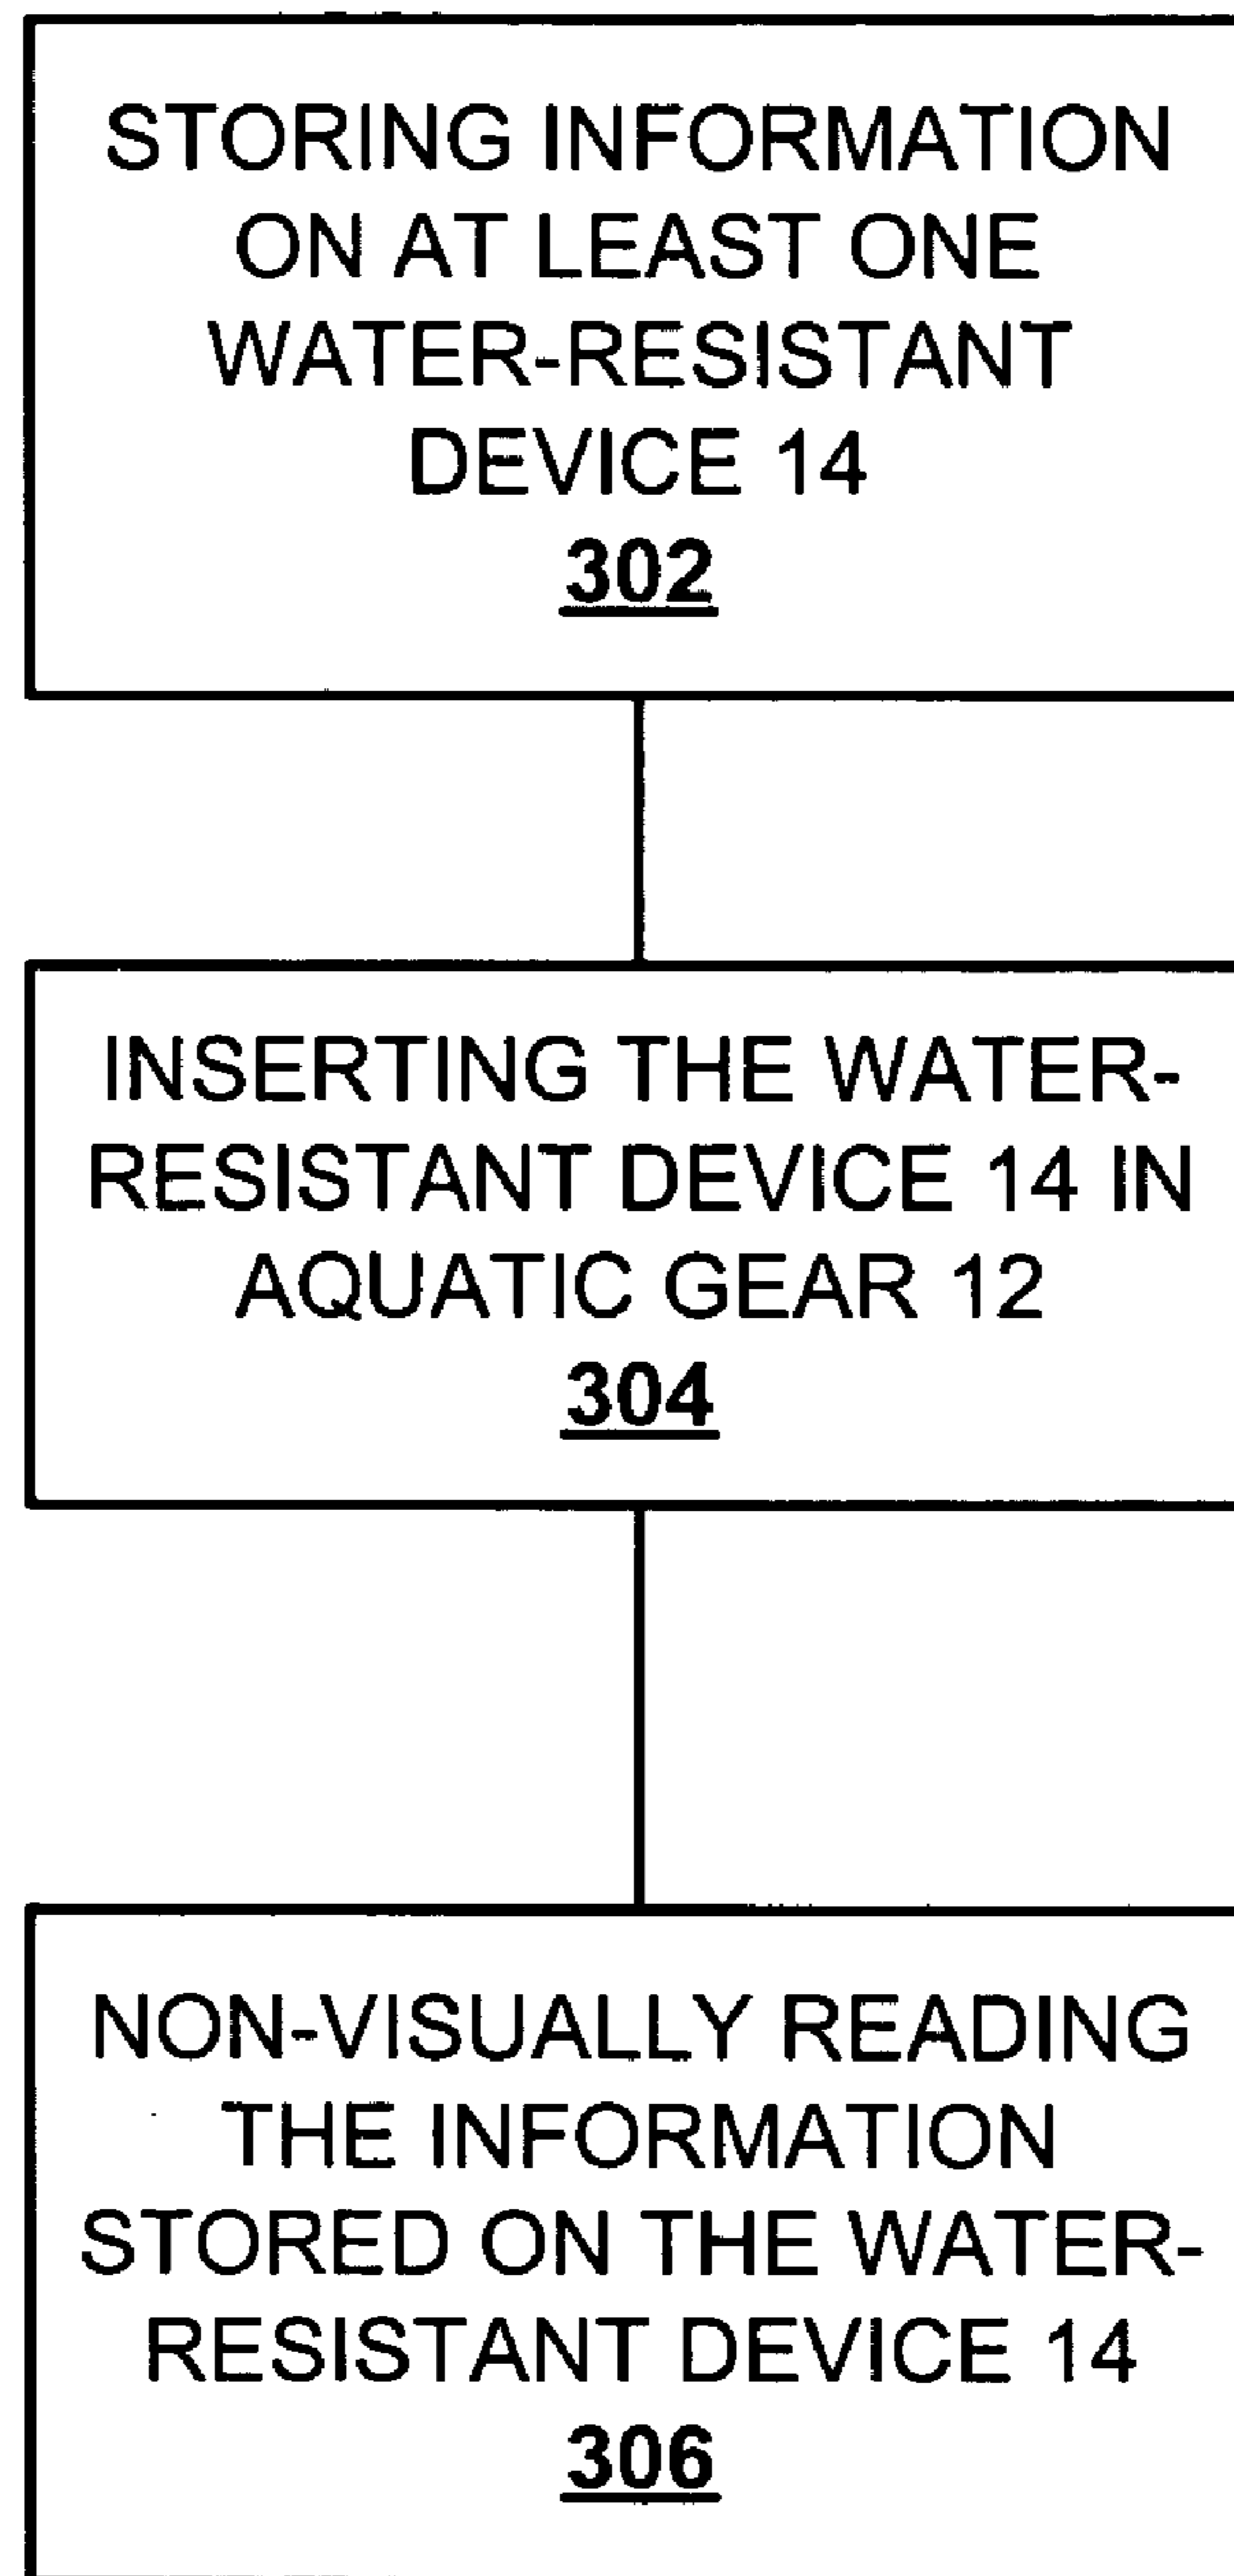 STORING INFORMATION
ON AT LEAST ONE
WATER-RESISTANT
DEVICE 14
302
INSERTING THE WATER-
RESISTANT DEVICE 14 IN
AQUATIC GEAR 12
304
NON-VISUALLY READING
THE INFORMATION
STORED ON THE WATER-
RESISTANT DEVICE 14
306